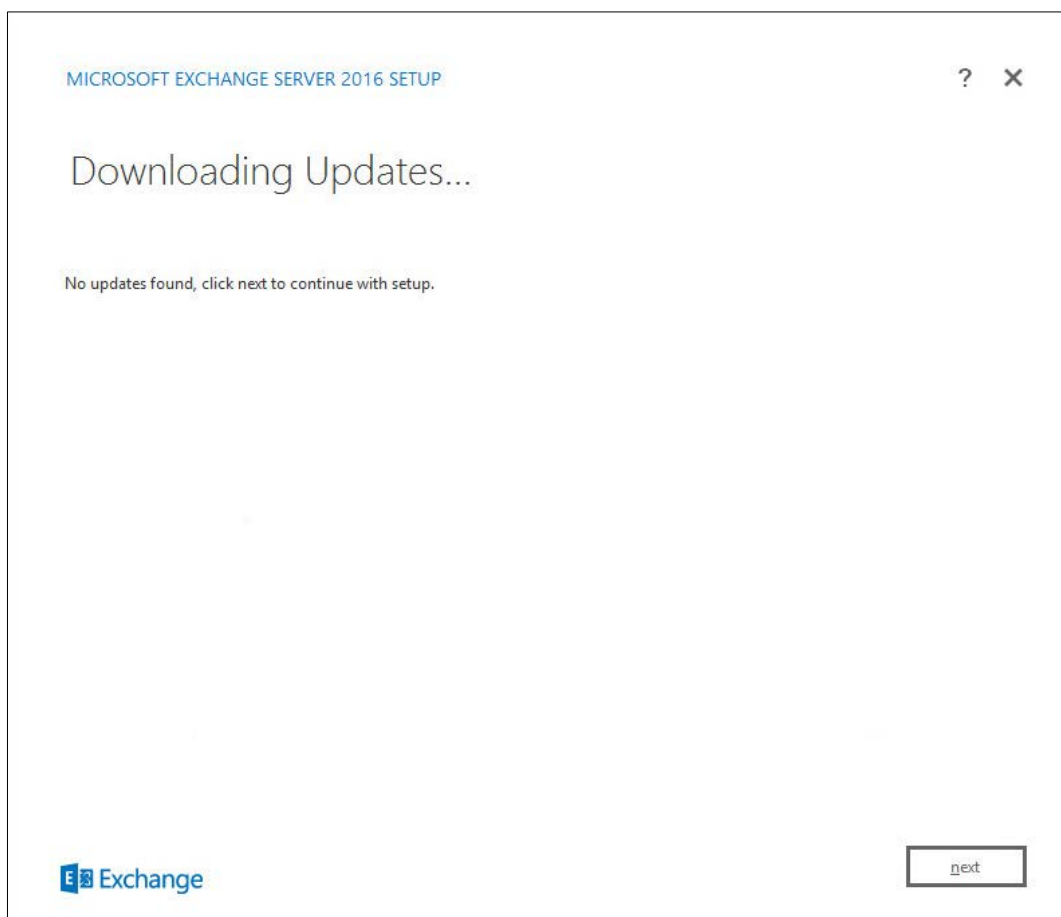 MICROSOFT EXCHANGE SERVER 2016 SETUP ? ✕
Downloading Updates...
No updates found, click next to continue with setup.
E Exchange
next